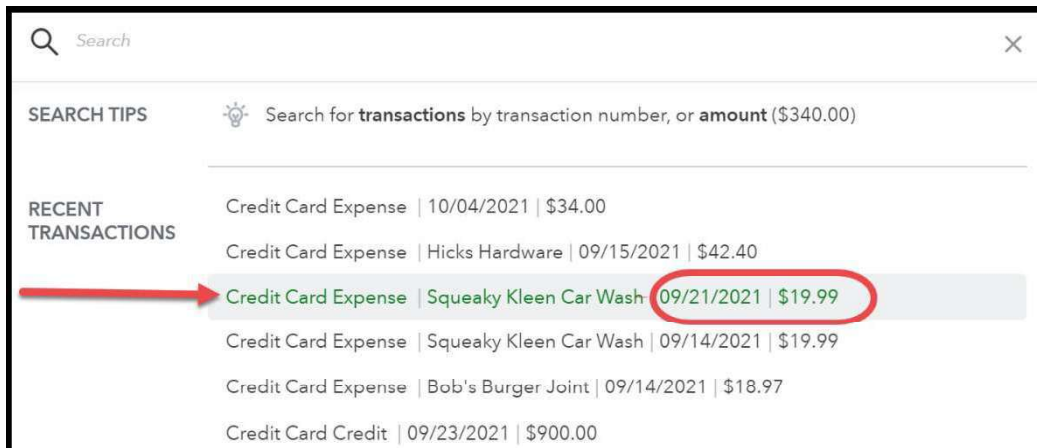 Search
SEARCH TIPS
Search for transactions by transaction number, or amount ($340.00)
RECENT
TRANSACTIONS
Credit Card Expense | 10/04/2021 | $34.00
Credit Card Expense | Hicks Hardware | 09/15/2021 | $42.40
Credit Card Expense | Squeaky Kleen Car Wash 09/21/2021 | $19.99
Credit Card Expense | Squeaky Kleen Car Wash | 09/14/2021 | $19.99
Credit Card Expense | Bob's Burger Joint | 09/14/2021 | $18.97
Credit Card Credit | 09/23/2021 | $900.00